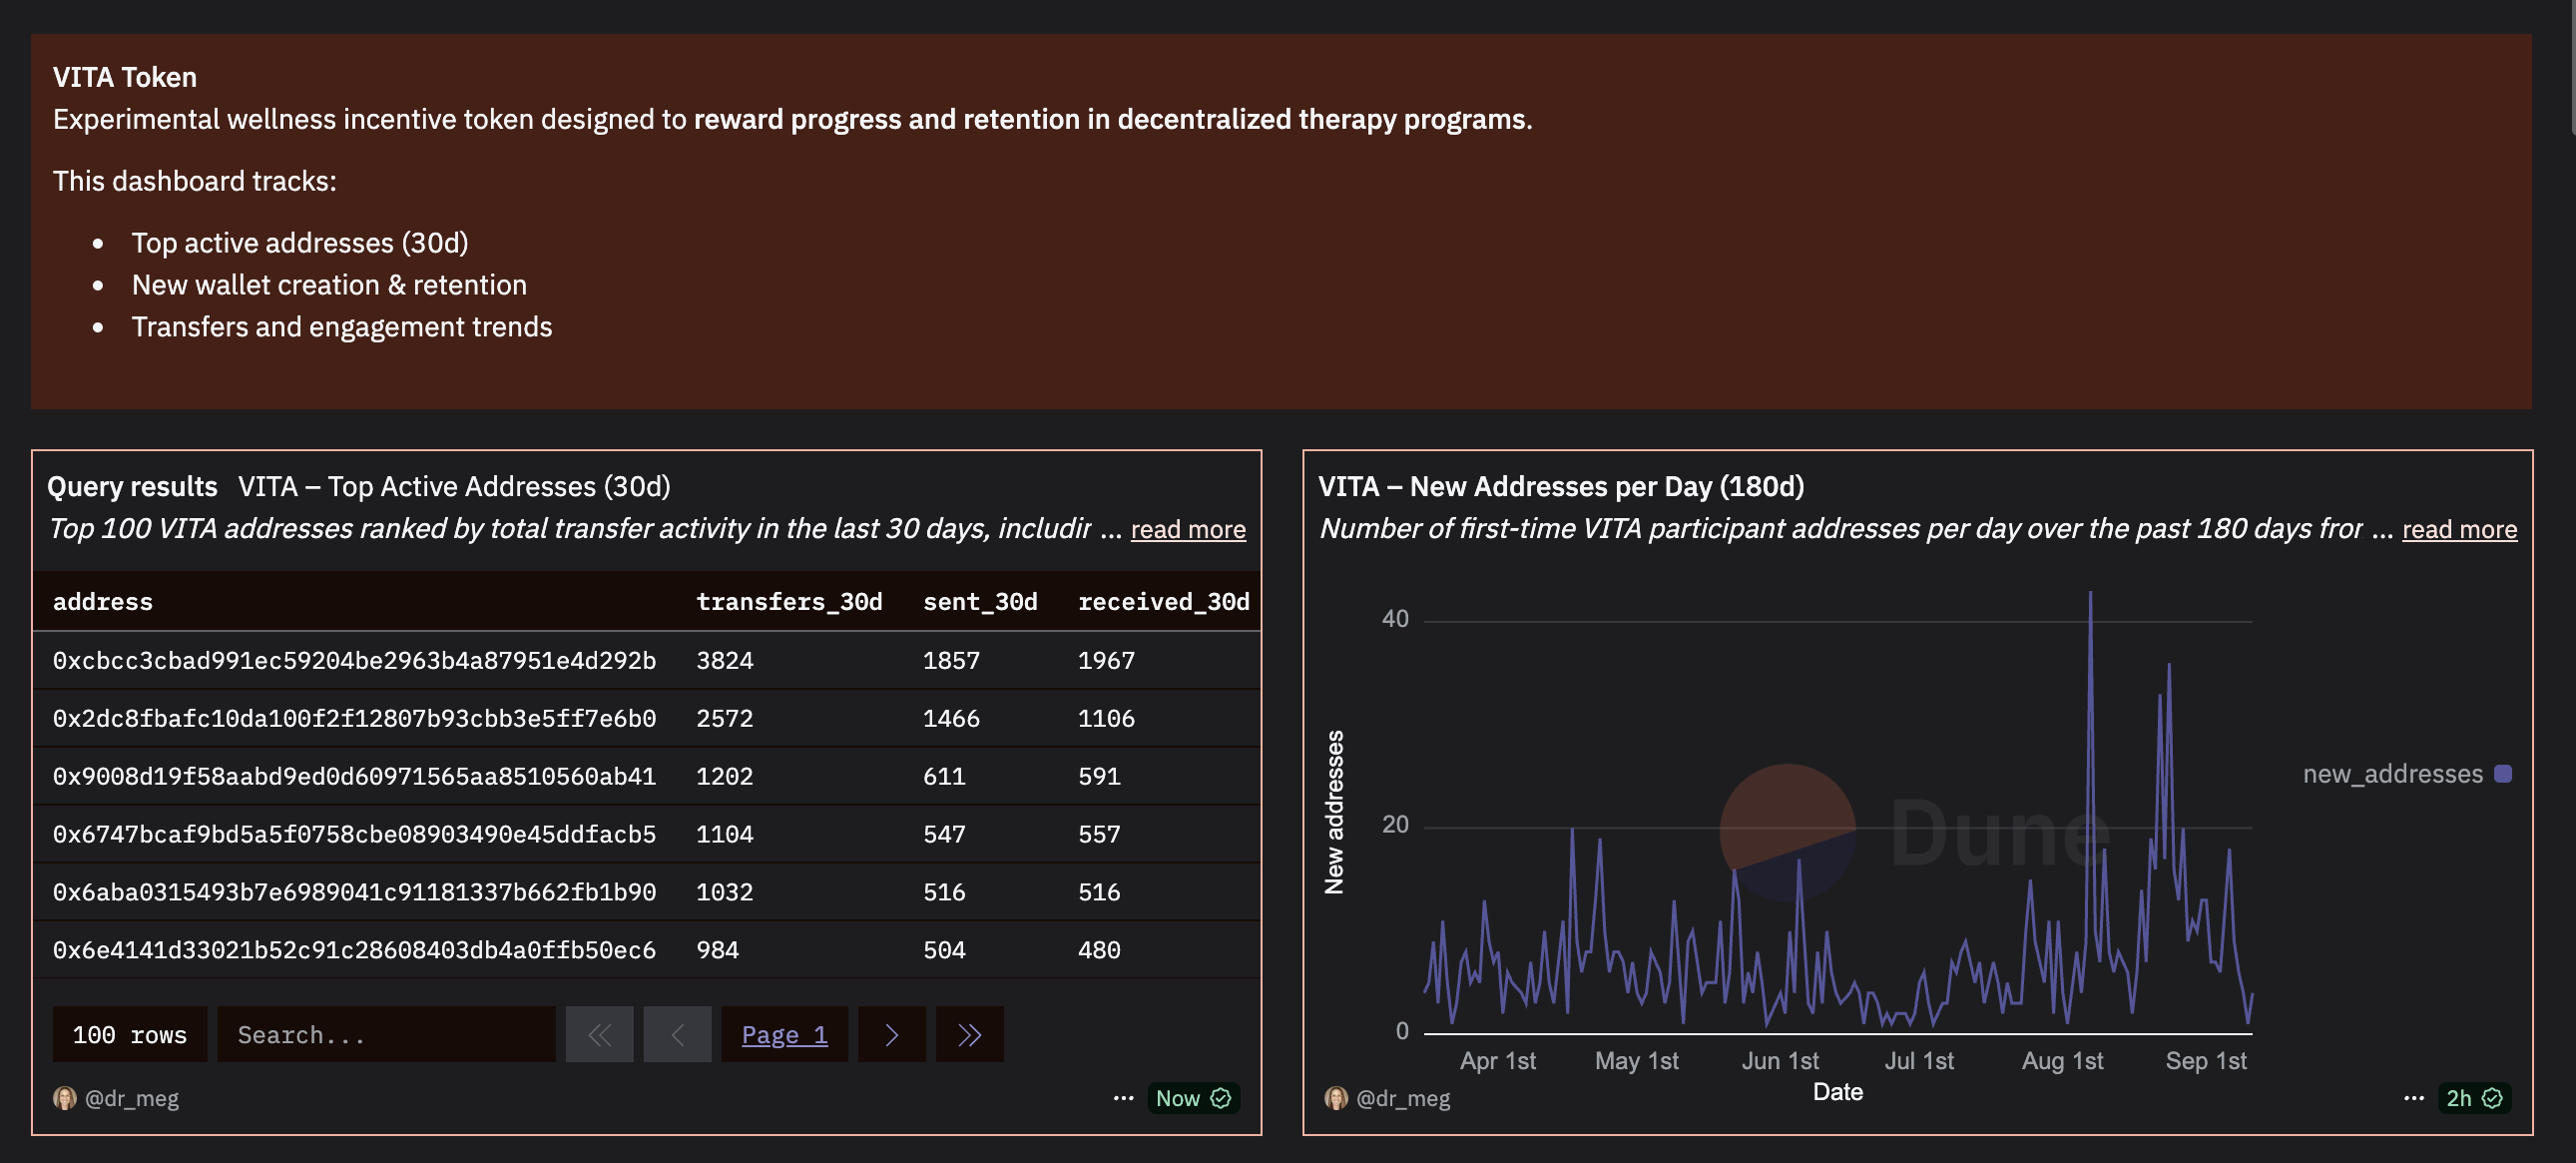 VITA Token
Experimental wellness incentive token designed to reward progress and retention in decentralized therapy programs.
This dashboard tracks:
• Top active addresses (30d)
• New wallet creation & retention
• Transfers and engagement trends
Query results VITA – Top Active Addresses (30d)
Top 100 VITA addresses ranked by total transfer activity in the last 30 days, includir ... read more
address transfers_30d sent_30d received_30d
0xcbcc3cbad991ec59204be2963b4a87951e4d292b 3824 1857 1967
0x2dc8fbafc10da100f2f12807b93cbb3e5ff7e6b0 2572 1466 1106
0x9008d19f58aabd9ed0d60971565aa8510560ab41 1202 611 591
0x6747bcaf9bd5a5f0758cbe08903490e45ddfacb5 1104 547 557
0x6aba0315493b7e6989041c91181337b662fb1b90 1032 516 516
0x6e4141d33021b52c91c28608403db4a0ffb50ec6 984 504 480
100 rows Search... Page 1
@dr_meg ... Now
VITA – New Addresses per Day (180d)
Number of first-time VITA participant addresses per day over the past 180 days fror ... read more
New addresses
40
20
0
Dune
new_addresses
Apr 1st May 1st Jun 1st Jul 1st Aug 1st Sep 1st
Date
@dr_meg ... 2h